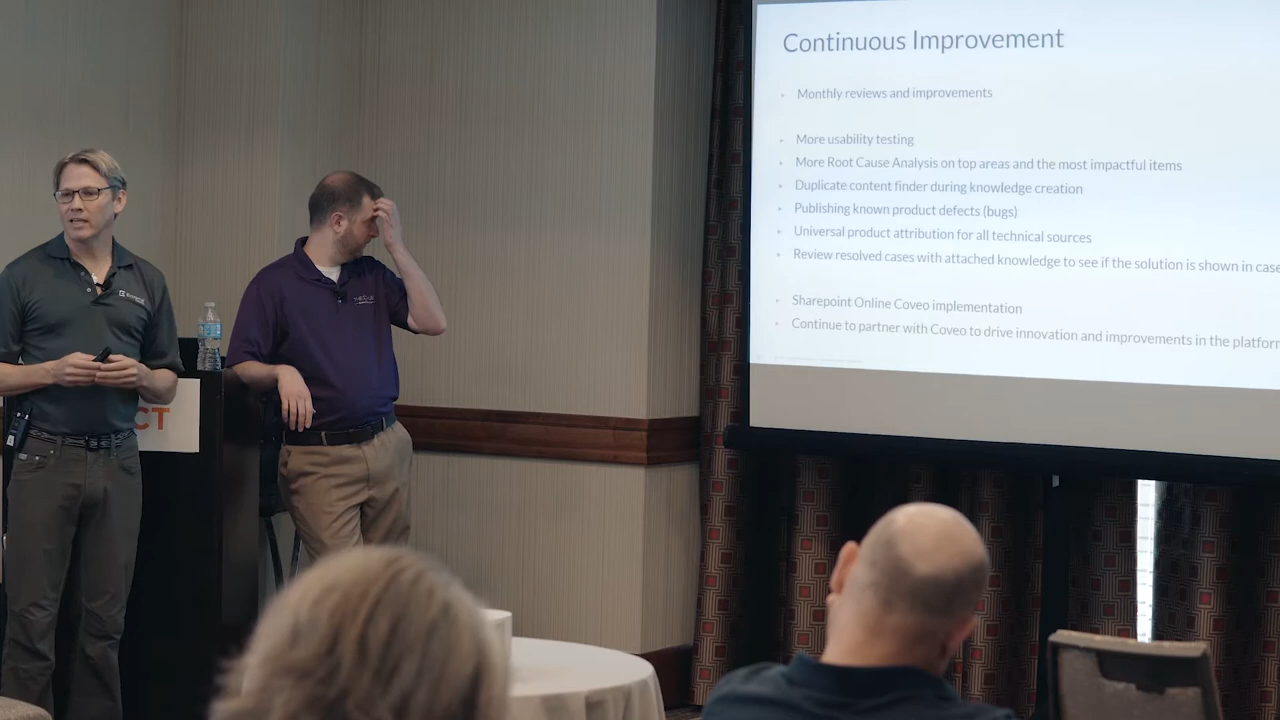 Continuous Improvement
Monthly reviews and improvements
More usability testing
More Root Cause Analysis on top areas and the most impactful items
Duplicate content finder during knowledge creation
Publishing known product defects (bugs)
Universal product attribution for all technical sources
Review resolved cases with attached knowledge to see if the solution is shown in case
Sharepoint Online Coveo implementation
Continue to partner with Coveo to drive innovation and improvements in the platform
CT